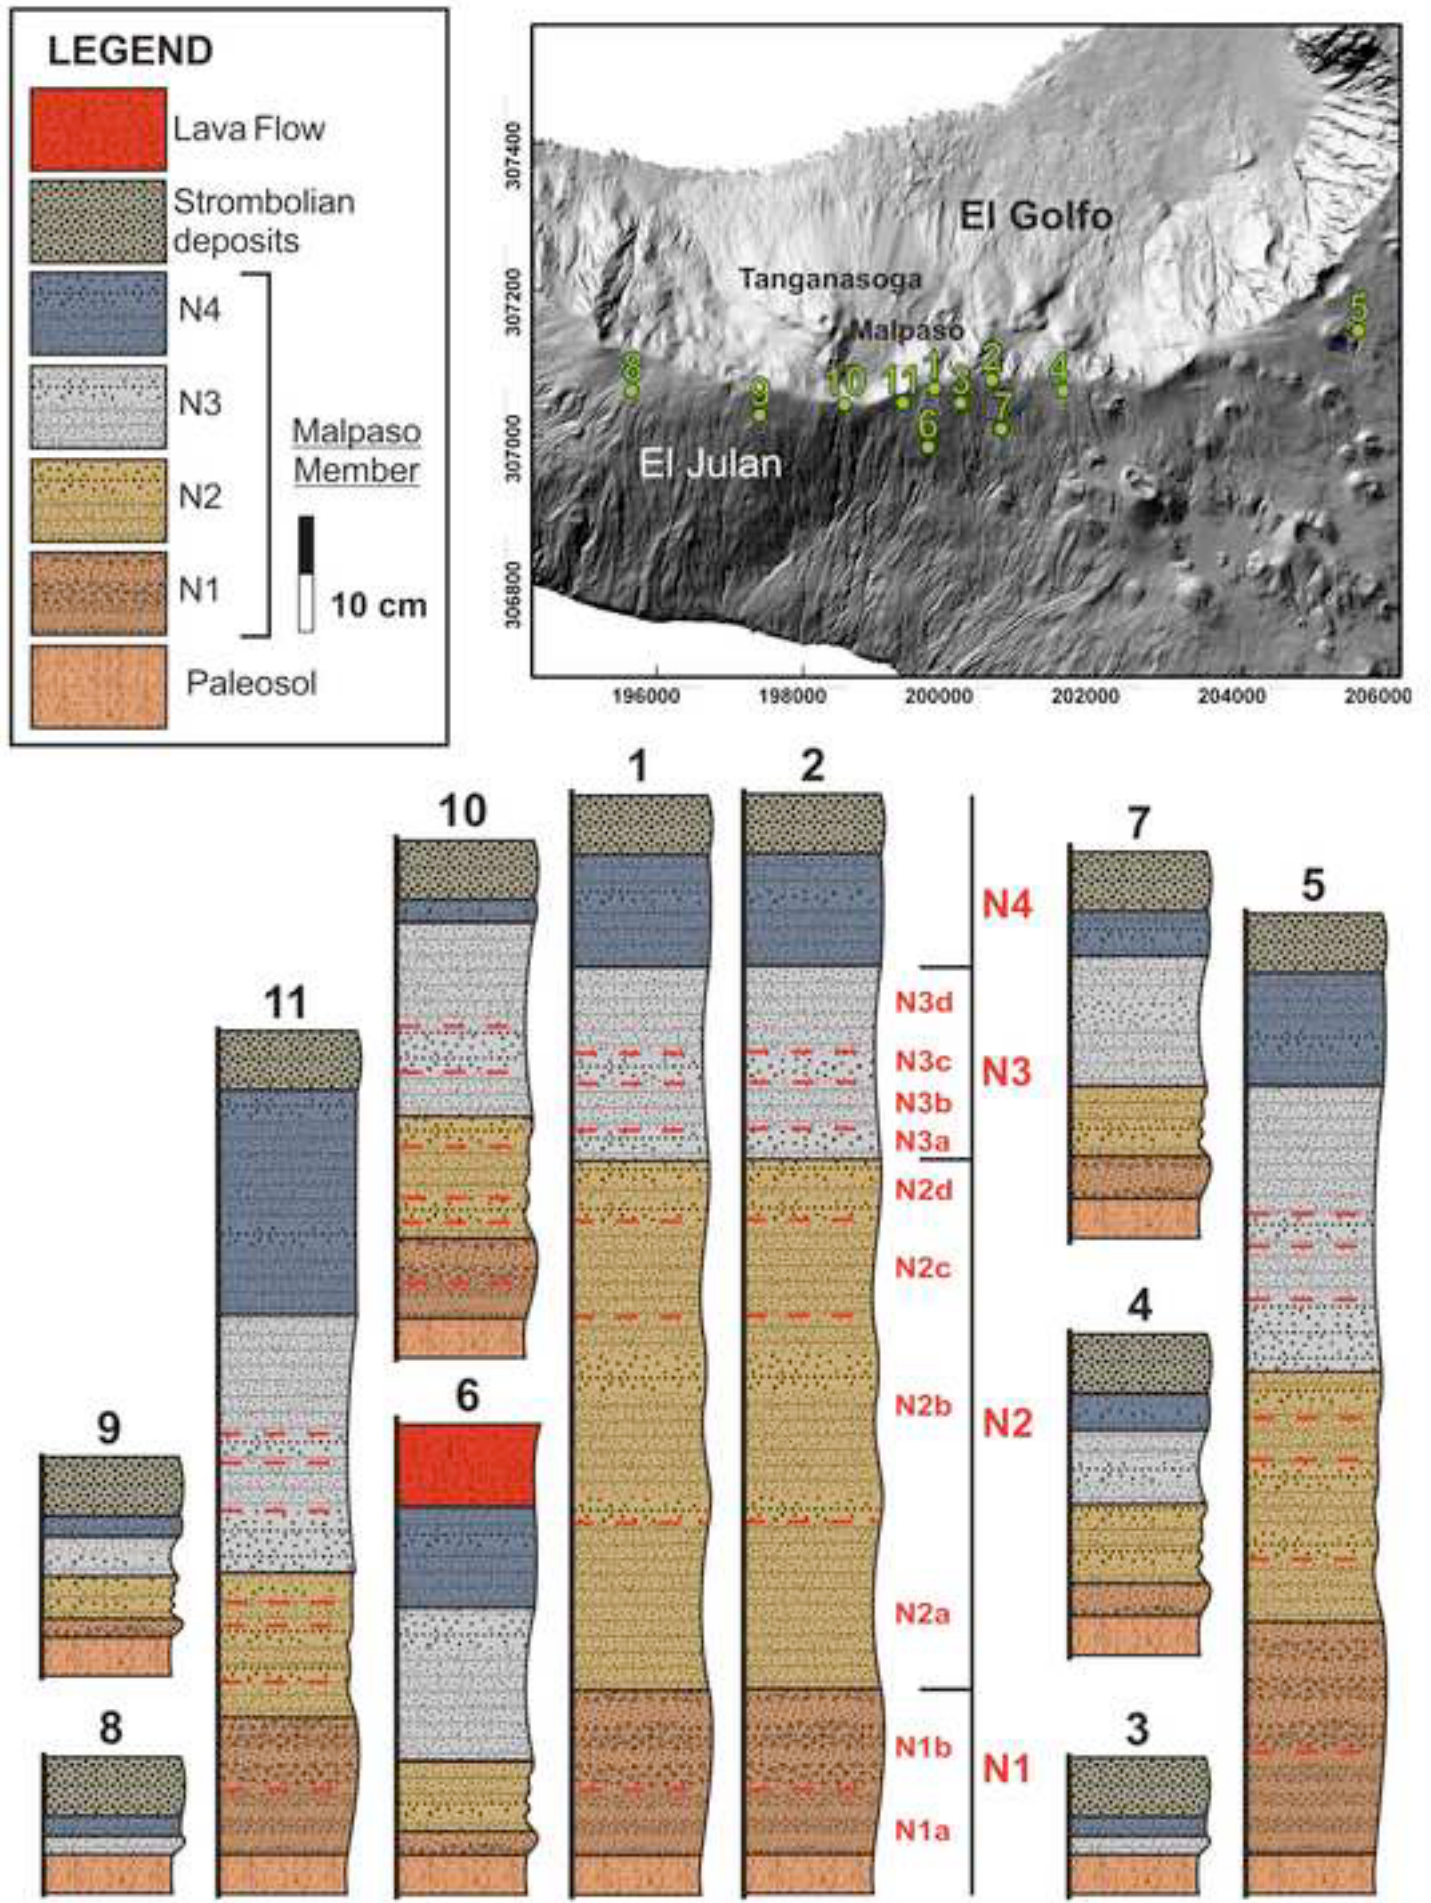 LEGEND
Lava Flow
Strombolian
deposits
N4
N3
N2
N1
Malpaso
Member
10 cm
Paleosol
307400
307200
307000
306800
El Golfo
Tanganasoga
Malpaso
El Julan
8
9
10
11
1
3
2
4
6
7
5
196000
198000
200000
202000
204000
206000
1
2
10
7
5
11
N4
N3d
N3c
N3
N3b
N3a
N2d
N2c
4
6
9
N2b
N2
N2a
8
3
N1b
N1
N1a